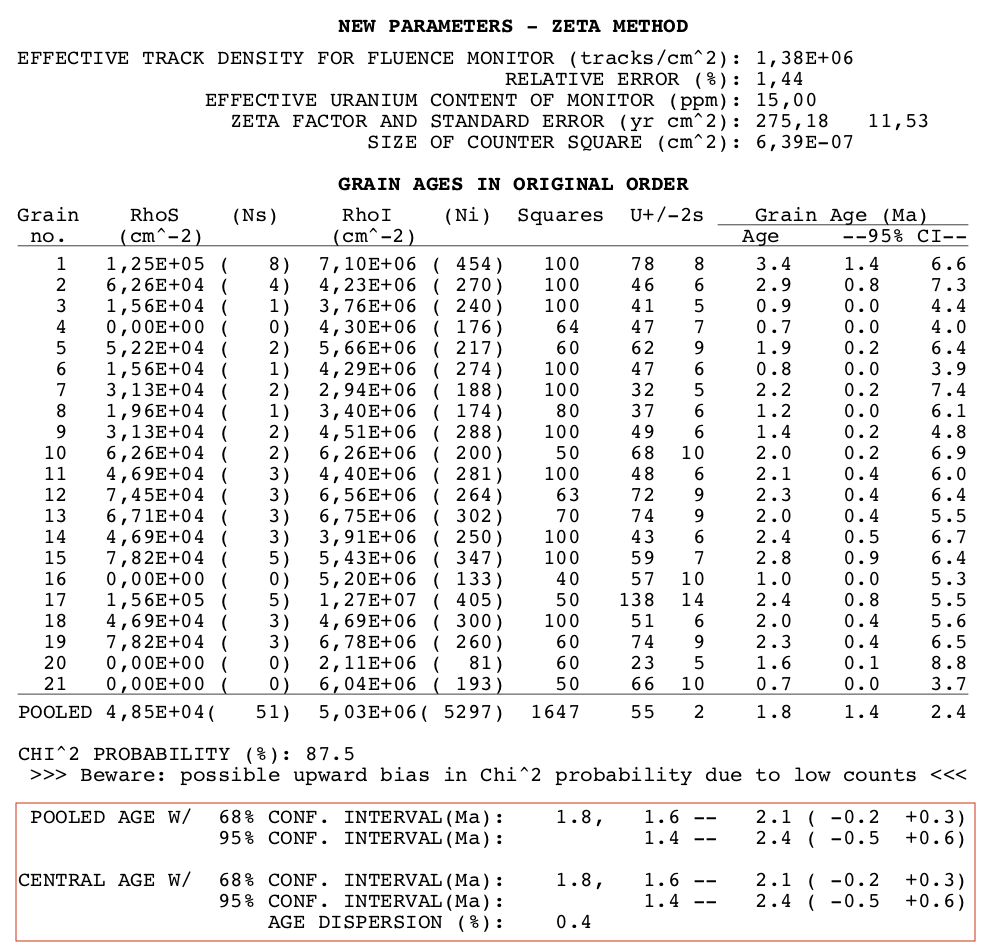 NEW PARAMETERS - ZETA METHOD
EFFECTIVE TRACK DENSITY FOR FLUENCE MONITOR (tracks/cm^2): 1,38E+06
RELATIVE ERROR (%): 1,44
EFFECTIVE URANIUM CONTENT OF MONITOR (ppm): 15,00
ZETA FACTOR AND STANDARD ERROR (yr cm^2): 275,18 11,53
SIZE OF COUNTER SQUARE (cm^2): 6,39E-07
GRAIN AGES IN ORIGINAL ORDER
Grain RhoS (Ns) RhoI (Ni) Squares U+/-2s Grain Age (Ma)
no. (cm^-2) (cm^-2) Age --95% CI--
1 1,25E+05 ( 8) 7,10E+06 ( 454) 100 78 8 3.4 1.4 6.6
2 6,26E+04 ( 4) 4,23E+06 ( 270) 100 46 6 2.9 0.8 7.3
3 1,56E+04 ( 1) 3,76E+06 ( 240) 100 41 5 0.9 0.0 4.4
4 0,00E+00 ( 0) 4,30E+06 ( 176) 64 47 7 0.7 0.0 4.0
5 5,22E+04 ( 2) 5,66E+06 ( 217) 60 62 9 1.9 0.2 6.4
6 1,56E+04 ( 1) 4,29E+06 ( 274) 100 47 6 0.8 0.0 3.9
7 3,13E+04 ( 2) 2,94E+06 ( 188) 100 32 5 2.2 0.2 7.4
8 1,96E+04 ( 1) 3,40E+06 ( 174) 80 37 6 1.2 0.0 6.1
9 3,13E+04 ( 2) 4,51E+06 ( 288) 100 49 6 1.4 0.2 4.8
10 6,26E+04 ( 2) 6,26E+06 ( 200) 50 68 10 2.0 0.2 6.9
11 4,69E+04 ( 3) 4,40E+06 ( 281) 100 48 6 2.1 0.4 6.0
12 7,45E+04 ( 3) 6,56E+06 ( 264) 63 72 9 2.3 0.4 6.4
13 6,71E+04 ( 3) 6,75E+06 ( 302) 70 74 9 2.0 0.4 5.5
14 4,69E+04 ( 3) 3,91E+06 ( 250) 100 43 6 2.4 0.5 6.7
15 7,82E+04 ( 5) 5,43E+06 ( 347) 100 59 7 2.8 0.9 6.4
16 0,00E+00 ( 0) 5,20E+06 ( 133) 40 57 10 1.0 0.0 5.3
17 1,56E+05 ( 5) 1,27E+07 ( 405) 50 138 14 2.4 0.8 5.5
18 4,69E+04 ( 3) 4,69E+06 ( 300) 100 51 6 2.0 0.4 5.6
19 7,82E+04 ( 3) 6,78E+06 ( 260) 60 74 9 2.3 0.4 6.5
20 0,00E+00 ( 0) 2,11E+06 ( 81) 60 23 5 1.6 0.1 8.8
21 0,00E+00 ( 0) 6,04E+06 ( 193) 50 66 10 0.7 0.0 3.7
POOLED 4,85E+04( 51) 5,03E+06( 5297) 1647 55 2 1.8 1.4 2.4
CHI^2 PROBABILITY (%): 87.5
>>> Beware: possible upward bias in Chi^2 probability due to low counts <<<
POOLED AGE W/ 68% CONF. INTERVAL(Ma): 1.8, 1.6 -- 2.1 ( -0.2 +0.3)
95% CONF. INTERVAL(Ma): 1.4 -- 2.4 ( -0.5 +0.6)
CENTRAL AGE W/ 68% CONF. INTERVAL(Ma): 1.8, 1.6 -- 2.1 ( -0.2 +0.3)
95% CONF. INTERVAL(Ma): 1.4 -- 2.4 ( -0.5 +0.6)
AGE DISPERSION (%): 0.4